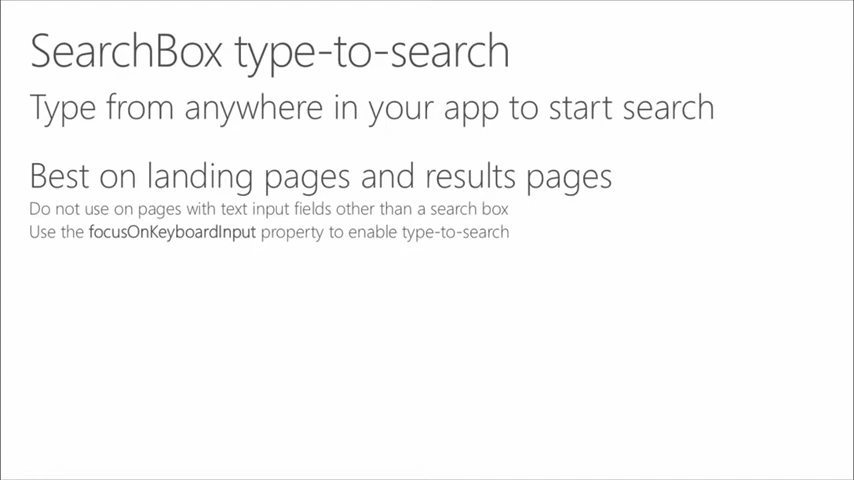 SearchBox type-to-search
Type from anywhere in your app to start search
Best on landing pages and results pages
Do not use on pages with text input fields other than a search box
Use the focusOnKeyboardInput property to enable type-to-search